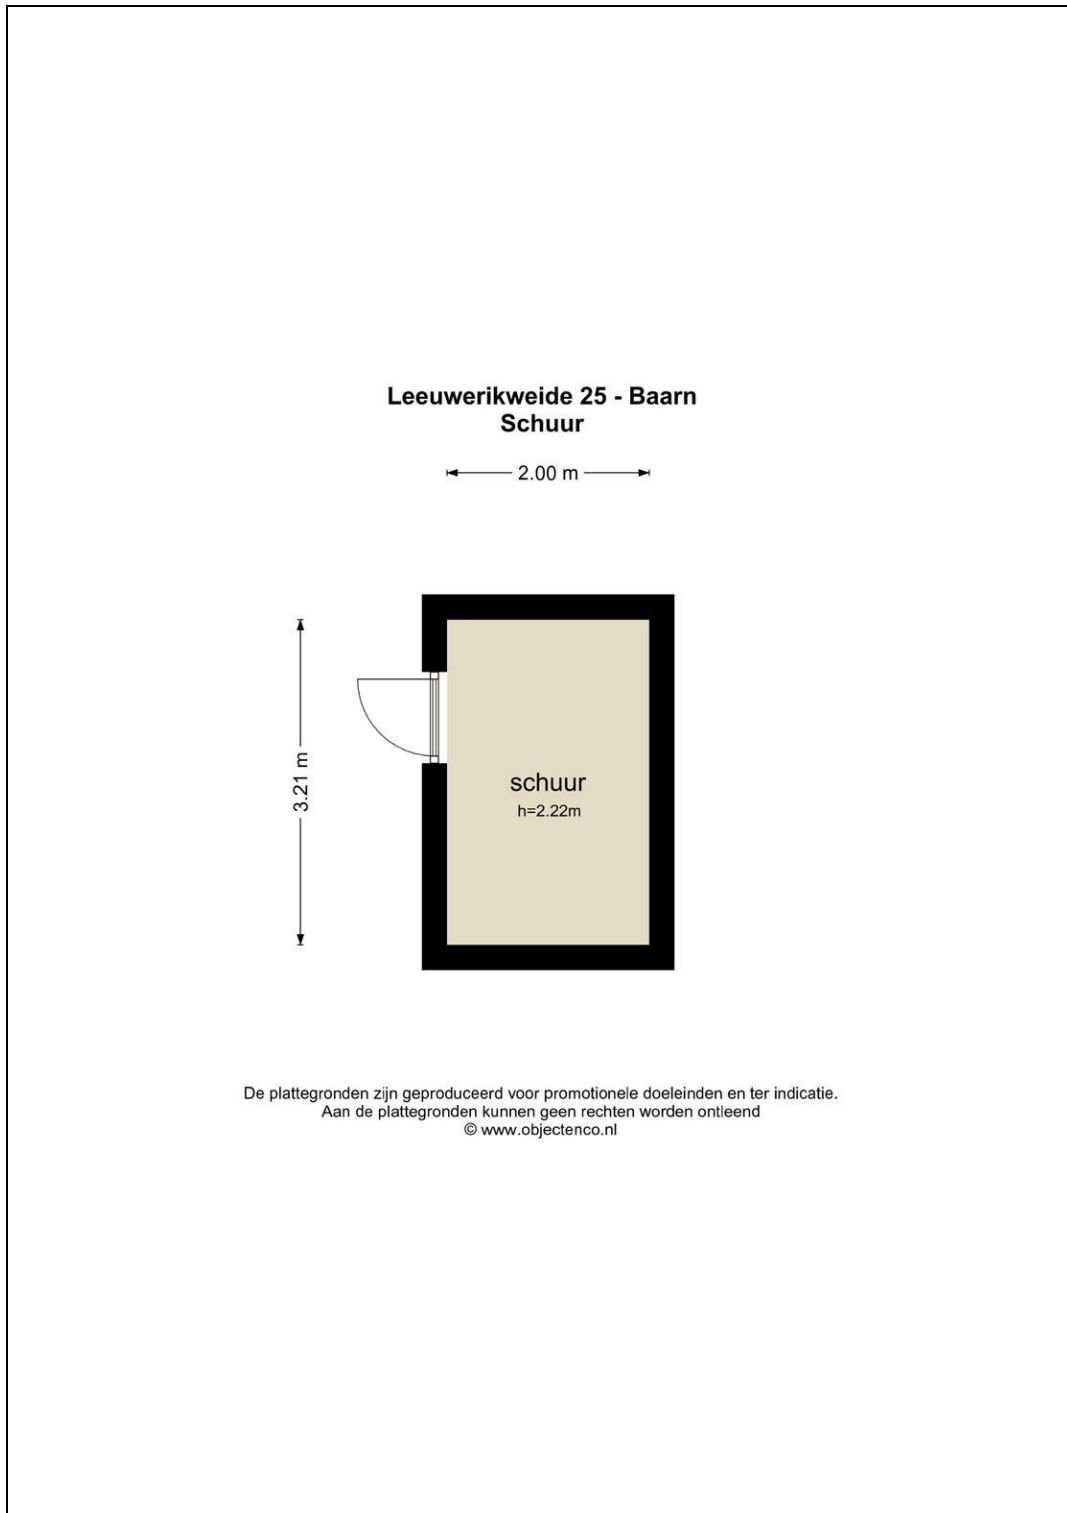 Leeuwerikweide 25 - Baarn
Schuur
2.00 m
3.21 m
schuur
h=2.22m
De plattegronden zijn geproduceerd voor promotionele doeleinden en ter indicatie.
Aan de plattegronden kunnen geen rechten worden ontleend
© www.objectenco.nl